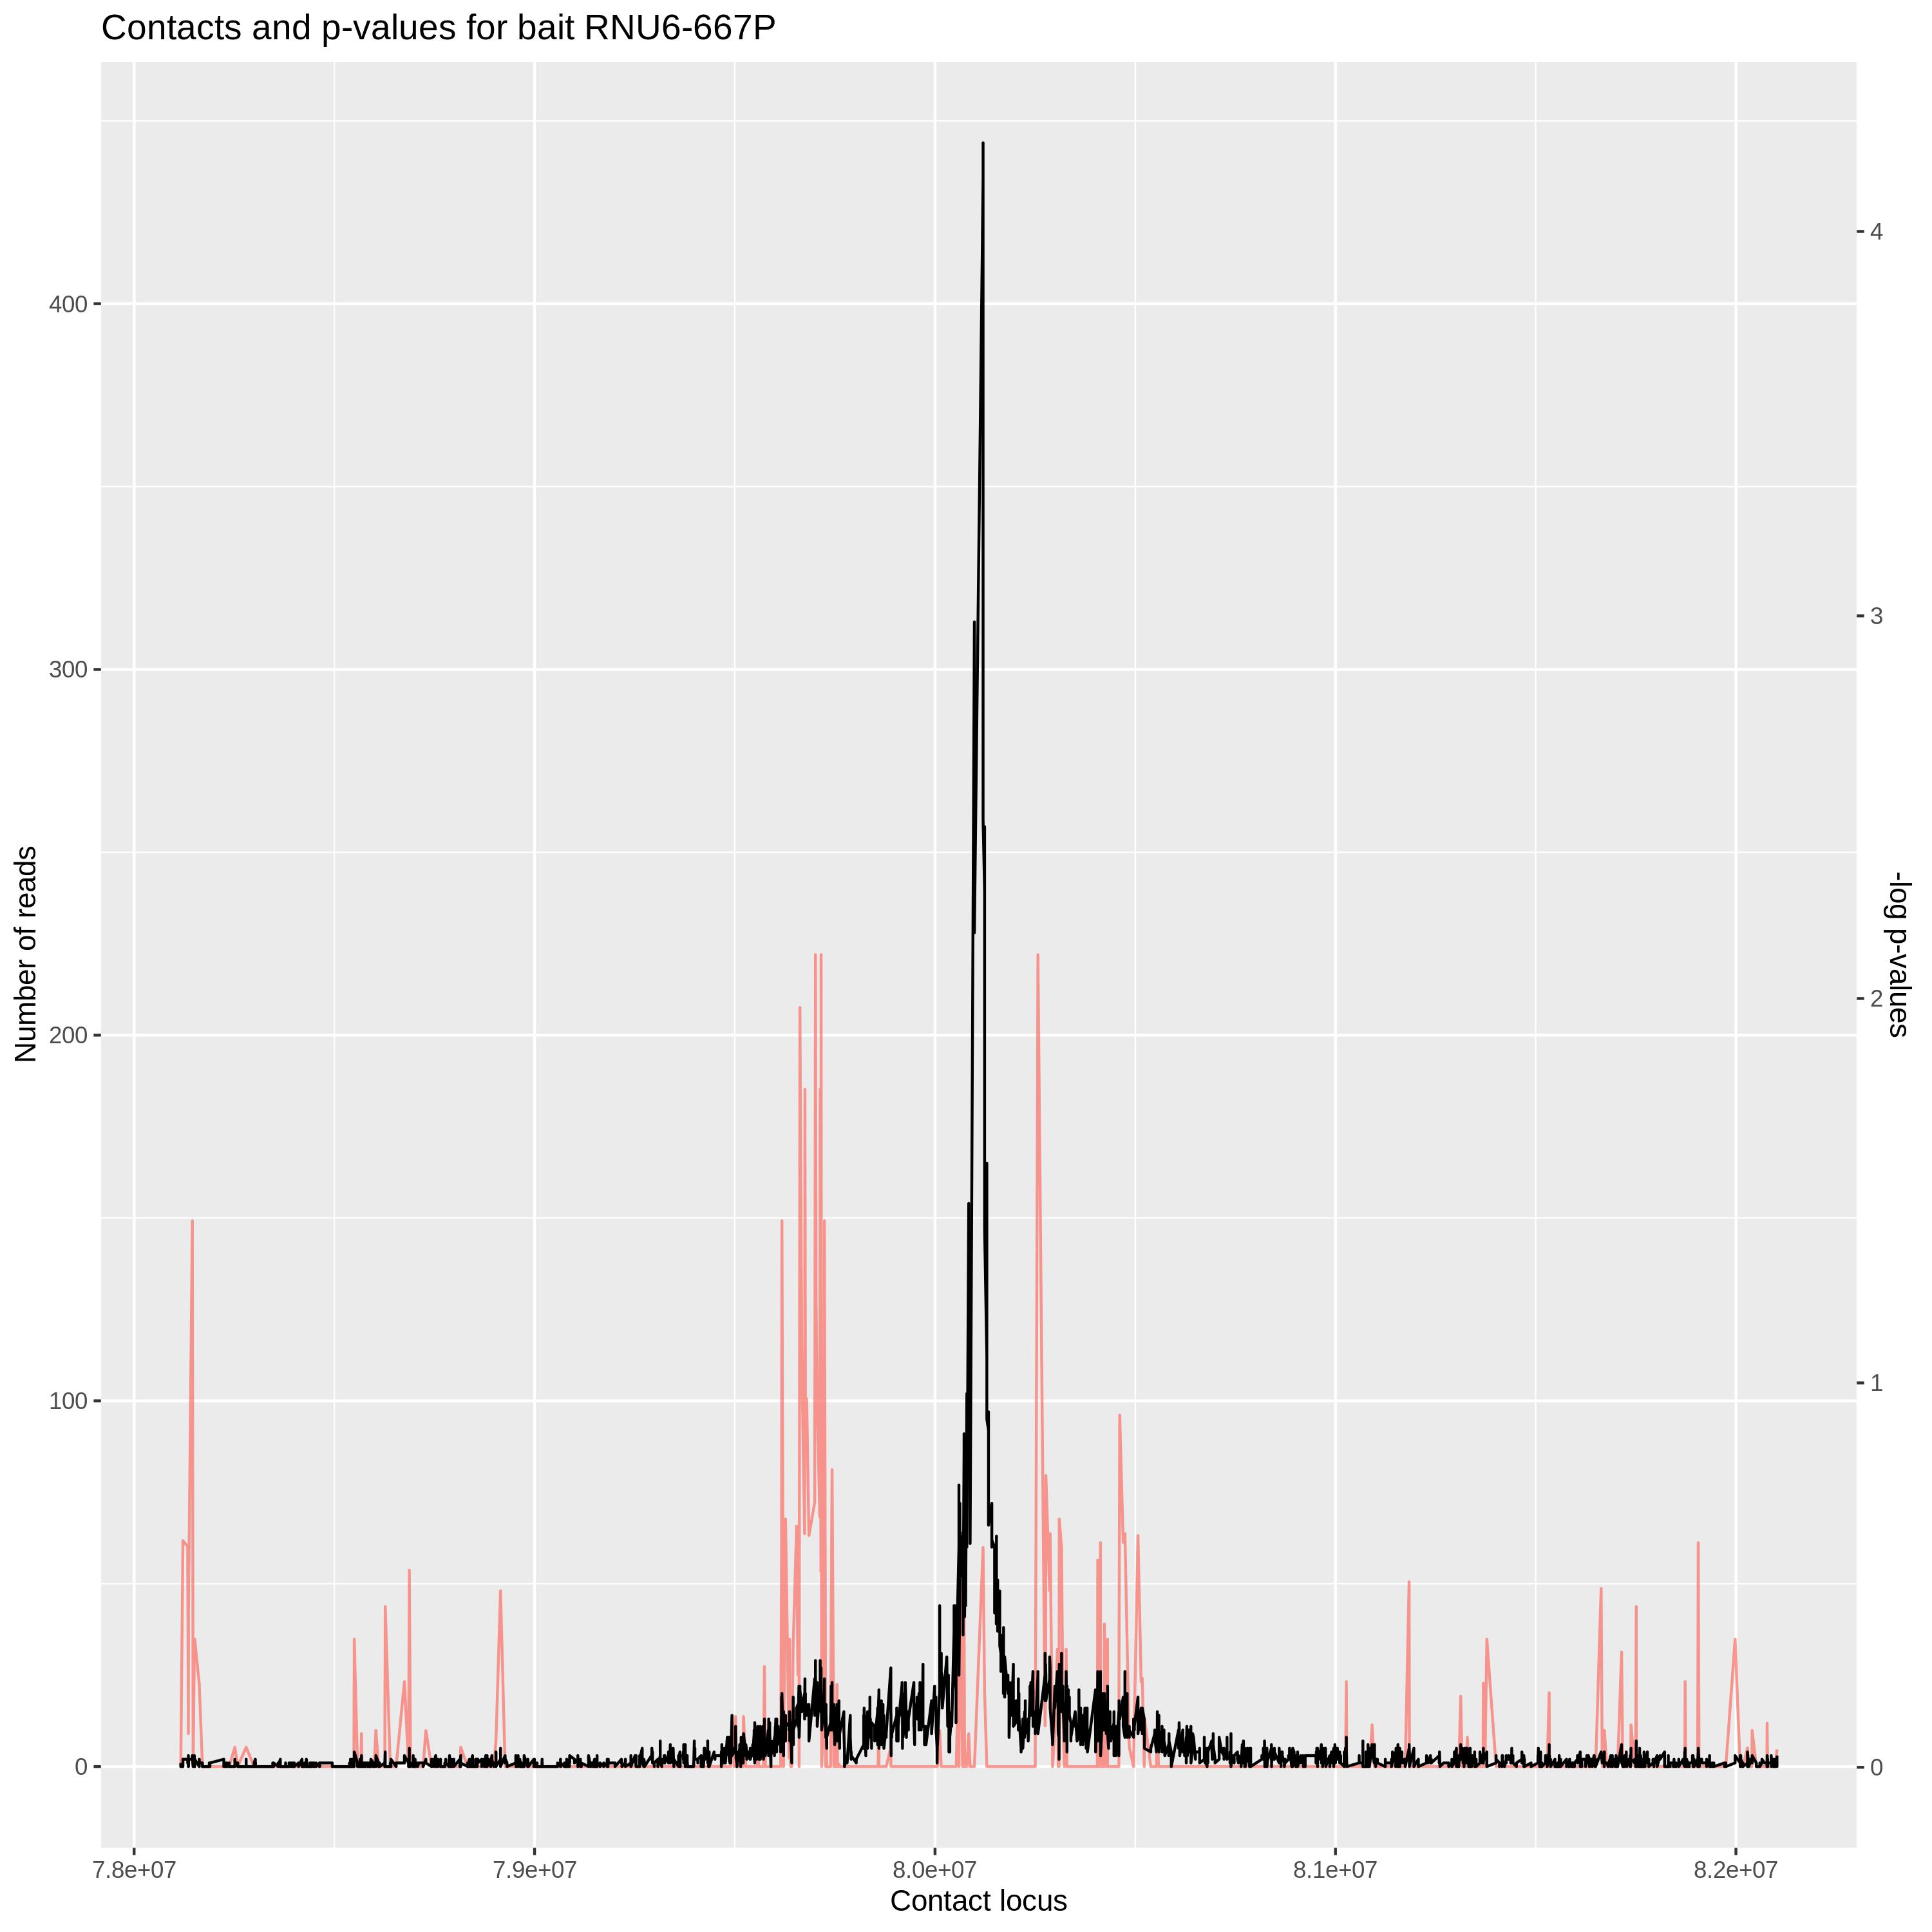 Contacts and p-values for bait RNU6-667P
400
300
200
100
0
4
3
2
1
0
Number of reads
-log p-values
7.8e+07 7.9e+07 8.0e+07 8.1e+07 8.2e+07
Contact locus